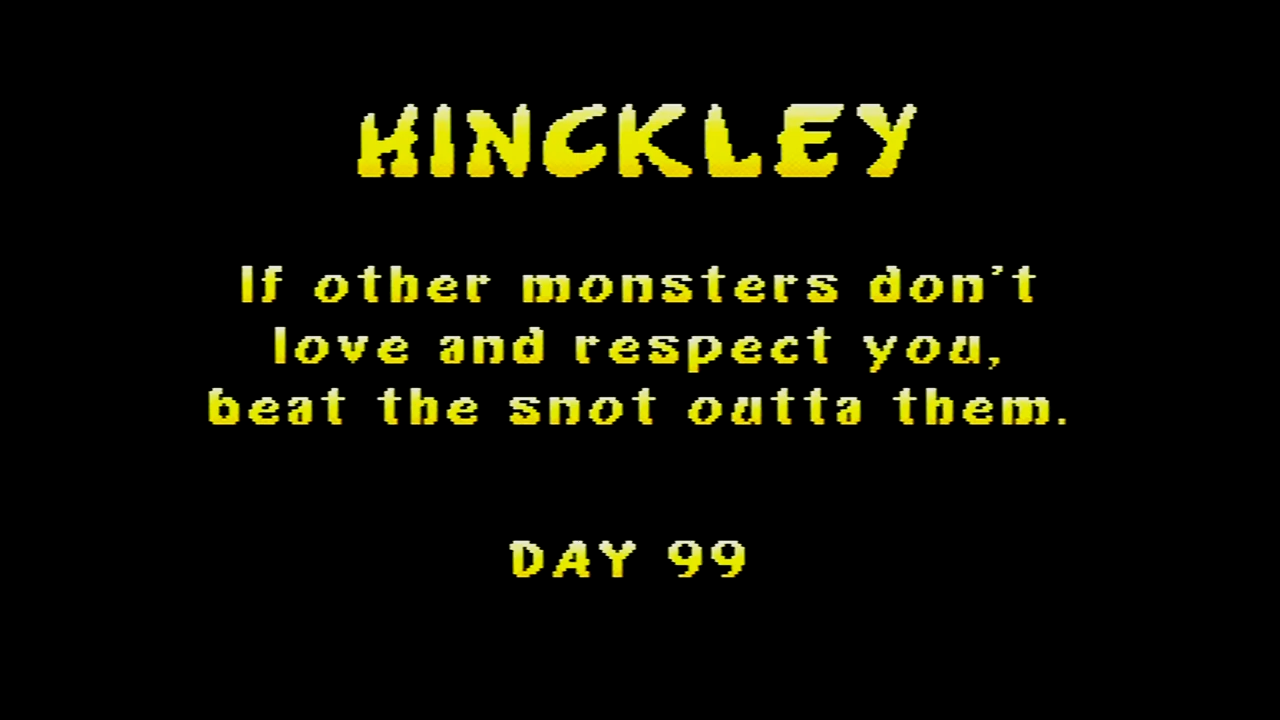 HINCKLEY
If other monsters don't
love and respect you,
beat the snot outta them.
DAY 99